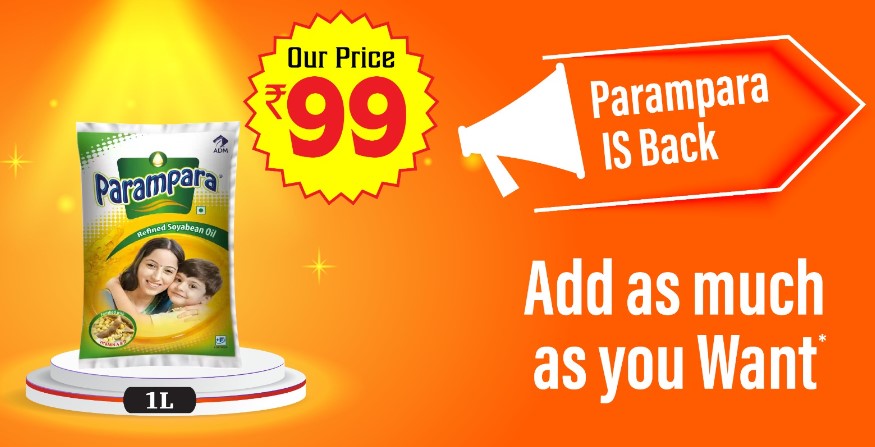 Our Price
₹99
Parampara
IS Back
ADM
Parampara
Refined Soyabean Oil
1L
Add as much
as you Want*